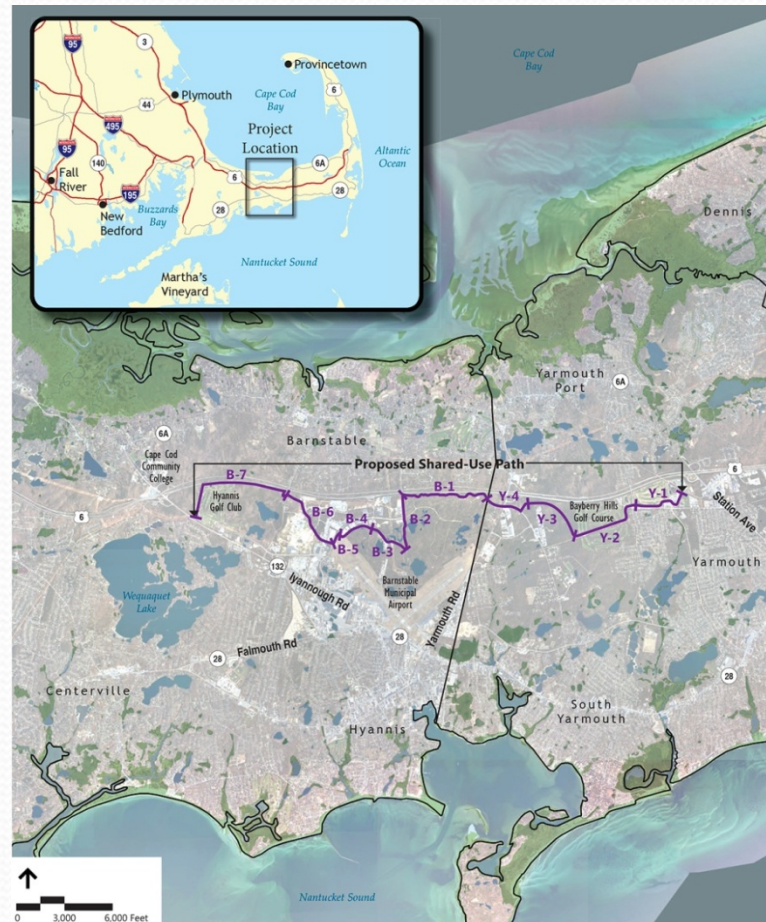 95
3
Provincetown
Cape Cod
Bay
6
Plymouth
44
Cape Cod
Bay
495
Project
Location
6A
Altantic
Ocean
95
140
6
Fall
River
195
28
28
New
Bedford
Buzzards
Bay
Nantucket Sound
Martha's
Vineyard
Dennis
Yarmouth
Port
6A
6A
Barnstable
Cape Cod
Community
College
Proposed Shared-Use Path
6
B-7
B-1
Y-4
Y-1
Hyannis
Golf Club
Bayberry Hills
Golf Course
Station Ave
6
B-6
B-4
B-2
Y-3
B-5
B-3
Y-2
132
Iyannough Rd
Barnstable
Municipal
Airport
Yarmouth
Wequaquet
Lake
Yarmouth Rd
28
Falmouth Rd
28
28
Centerville
South
Yarmouth
Hyannis
Nantucket Sound
0 3,000 6,000 Feet